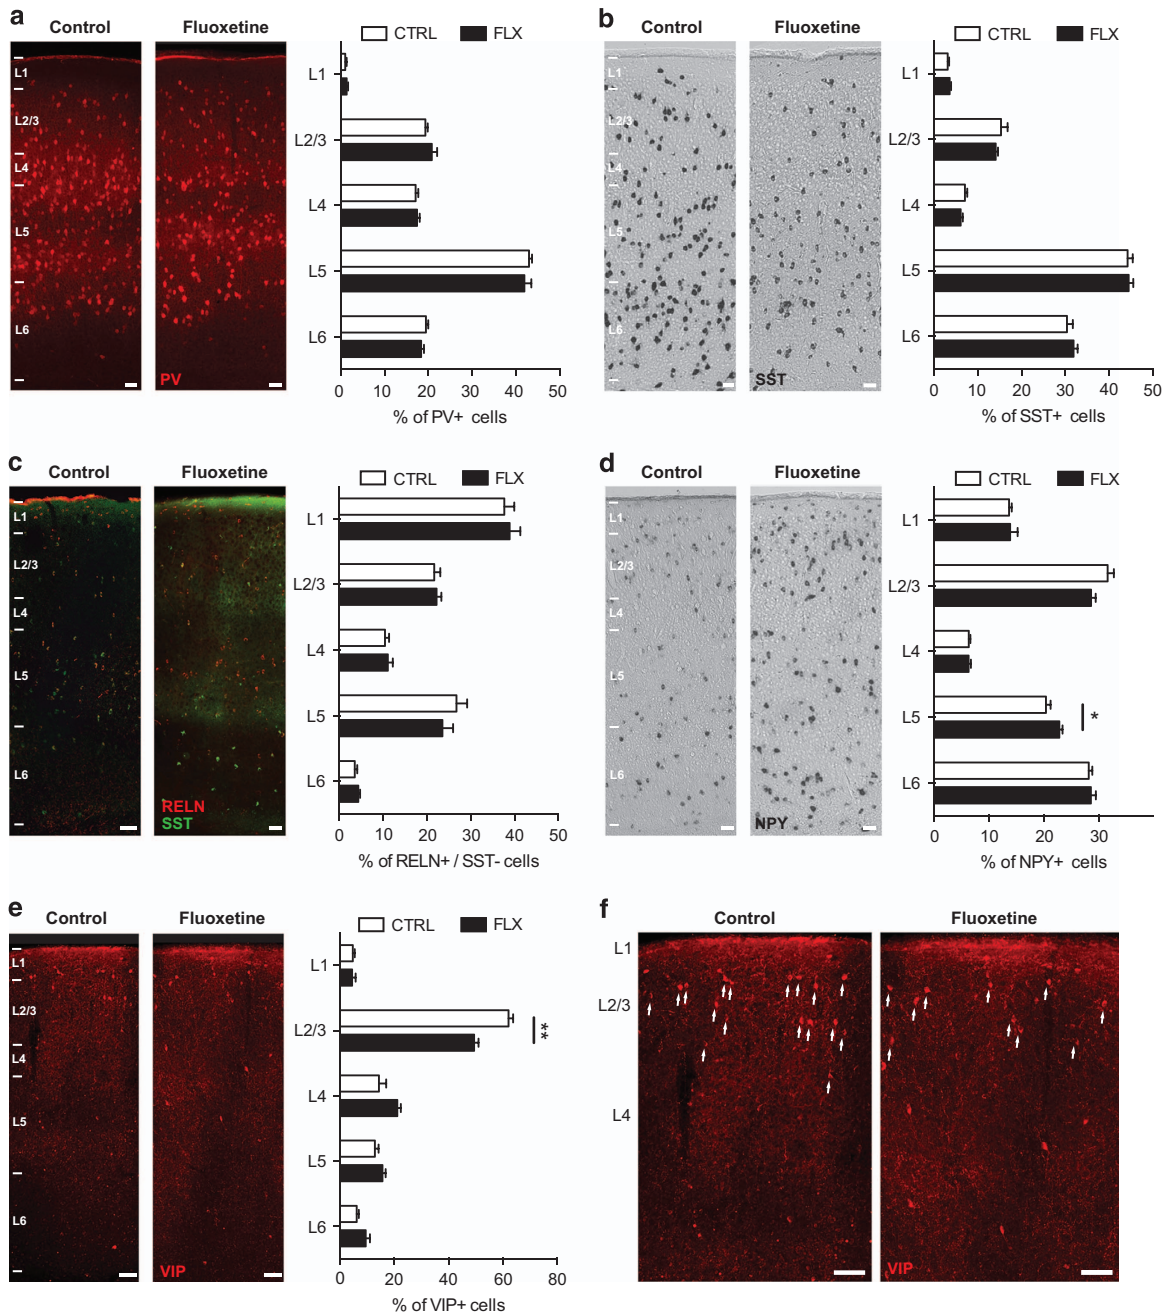 a
Control
Fluoxetine
CTRL
FLX
L1
L2/3
L4
L5
L6
PV
L1
L2/3
L4
L5
L6
0 10 20 30 40 50
% of PV+ cells
b
Control
Fluoxetine
CTRL
FLX
L1
L2/3
L4
L5
L6
SST
L1
L2/3
L4
L5
L6
0 10 20 30 40 50
% of SST+ cells
c
Control
Fluoxetine
CTRL
FLX
L1
L2/3
L4
L5
L6
RELN
SST
L1
L2/3
L4
L5
L6
0 10 20 30 40 50
% of RELN+ / SST- cells
d
Control
Fluoxetine
CTRL
FLX
L1
L2/3
L4
L5
L6
NPY
L1
L2/3
L4
L5
*
L6
0 10 20 30
% of NPY+ cells
e
Control
Fluoxetine
CTRL
FLX
L1
L2/3
L4
L5
L6
VIP
L1
L2/3
**
L4
L5
L6
0 20 40 60 80
% of VIP+ cells
f
Control
Fluoxetine
L1
L2/3
L4
VIP